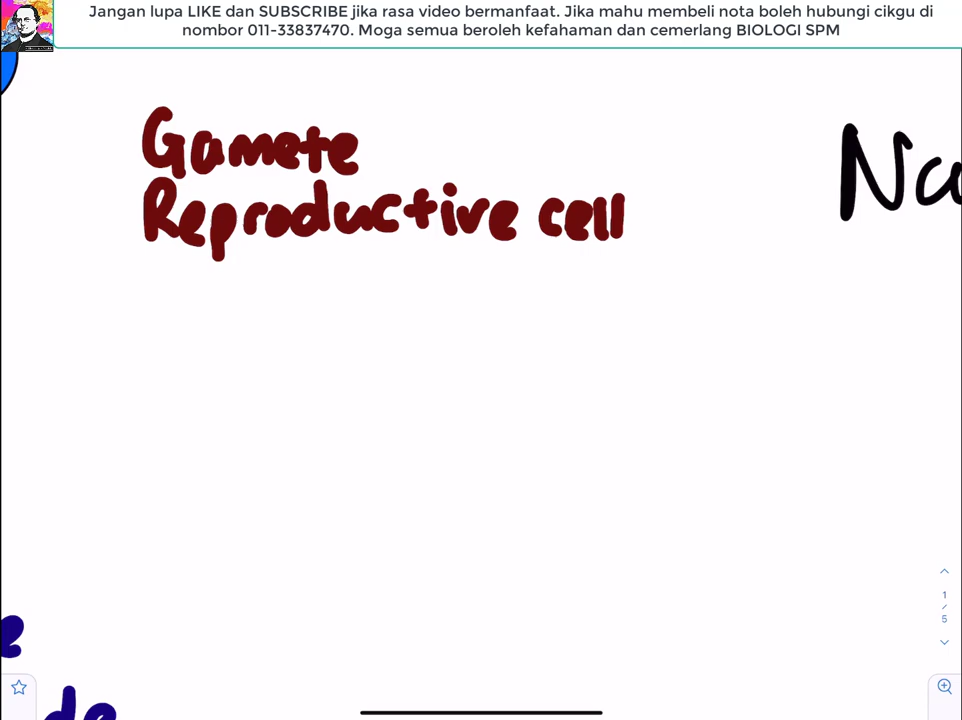 Jangan lupa LIKE dan SUBSCRIBE jika rasa video bermanfaat. Jika mahu membeli nota boleh hubungi cikgu di
nombor 011-33837470. Moga semua beroleh kefahaman dan cemerlang BIOLOGI SPM
Gamete
Reproductive cell
1
/
5